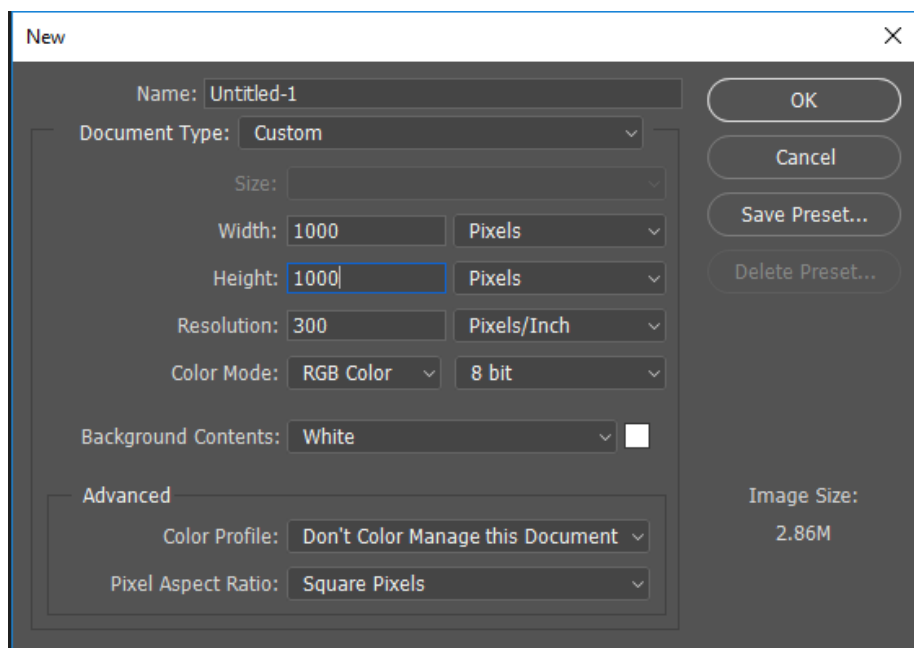 New
Name: Untitled-1
OK
Document Type: Custom
Cancel
Size:
Width: 1000 Pixels
Save Preset...
Height: 1000 Pixels
Delete Preset...
Resolution: 300 Pixels/Inch
Color Mode: RGB Color 8 bit
Background Contents: White
Advanced
Image Size:
Color Profile: Don't Color Manage this Document
2.86M
Pixel Aspect Ratio: Square Pixels